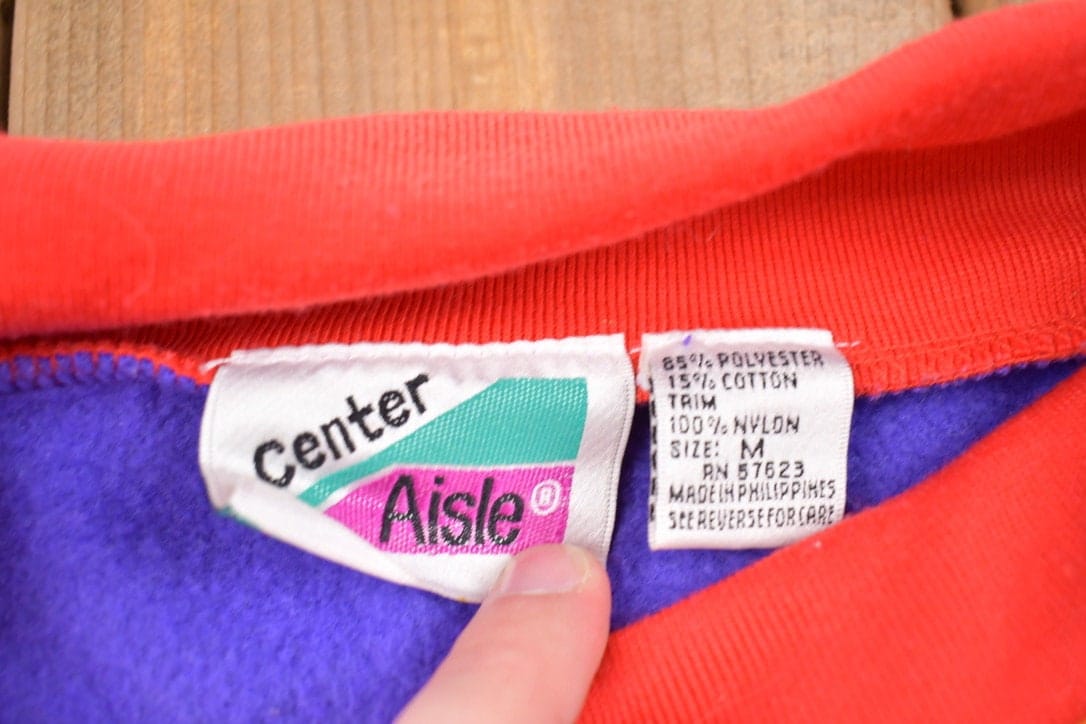 Center
Aisle®
85% POLYESTER
15% COTTON
TRIM
100% NYLON
SIZE: M
RN 57623
MADE IN PHILIPPINES
SEE REVERSE FOR CARE